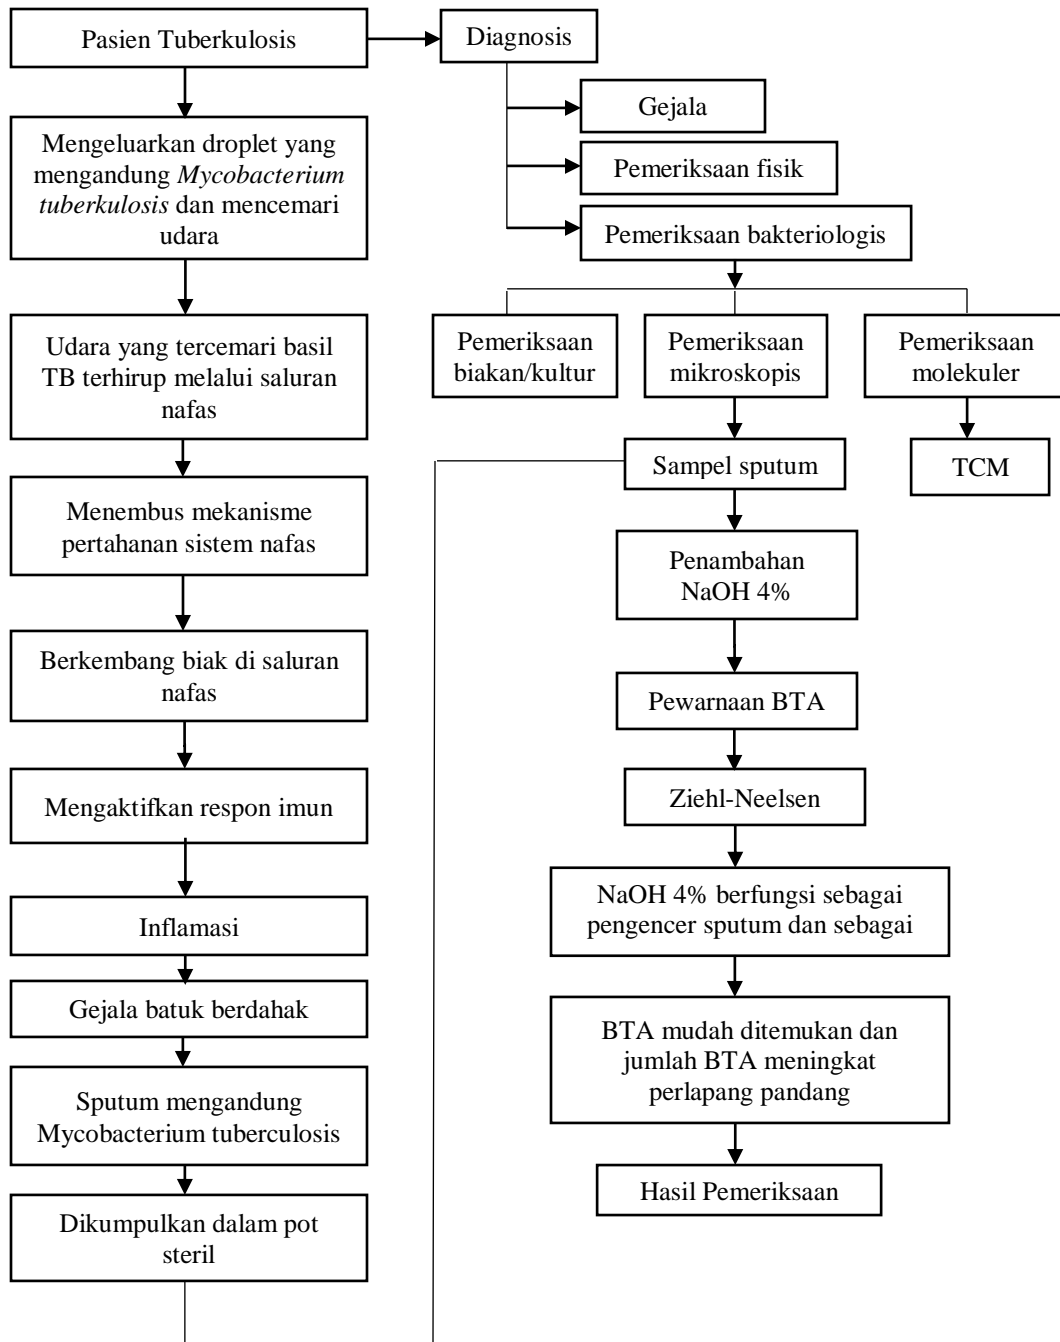 Pasien Tuberkulosis
Diagnosis
Gejala
Mengeluarkan droplet yang
mengandung Mycobacterium
tuberkulosis dan mencemari
udara
Pemeriksaan fisik
Pemeriksaan bakteriologis
Udara yang tercemari basil
TB terhirup melalui saluran
nafas
Pemeriksaan
biakan/kultur
Pemeriksaan
mikroskopis
Pemeriksaan
molekuler
Sampel sputum
TCM
Menembus mekanisme
pertahanan sistem nafas
Penambahan
NaOH 4%
Berkembang biak di saluran
nafas
Pewarnaan BTA
Mengaktifkan respon imun
Ziehl-Neelsen
Inflamasi
NaOH 4% berfungsi sebagai
pengencer sputum dan sebagai
Gejala batuk berdahak
BTA mudah ditemukan dan
jumlah BTA meningkat
perlapang pandang
Sputum mengandung
Mycobacterium tuberculosis
Hasil Pemeriksaan
Dikumpulkan dalam pot
steril